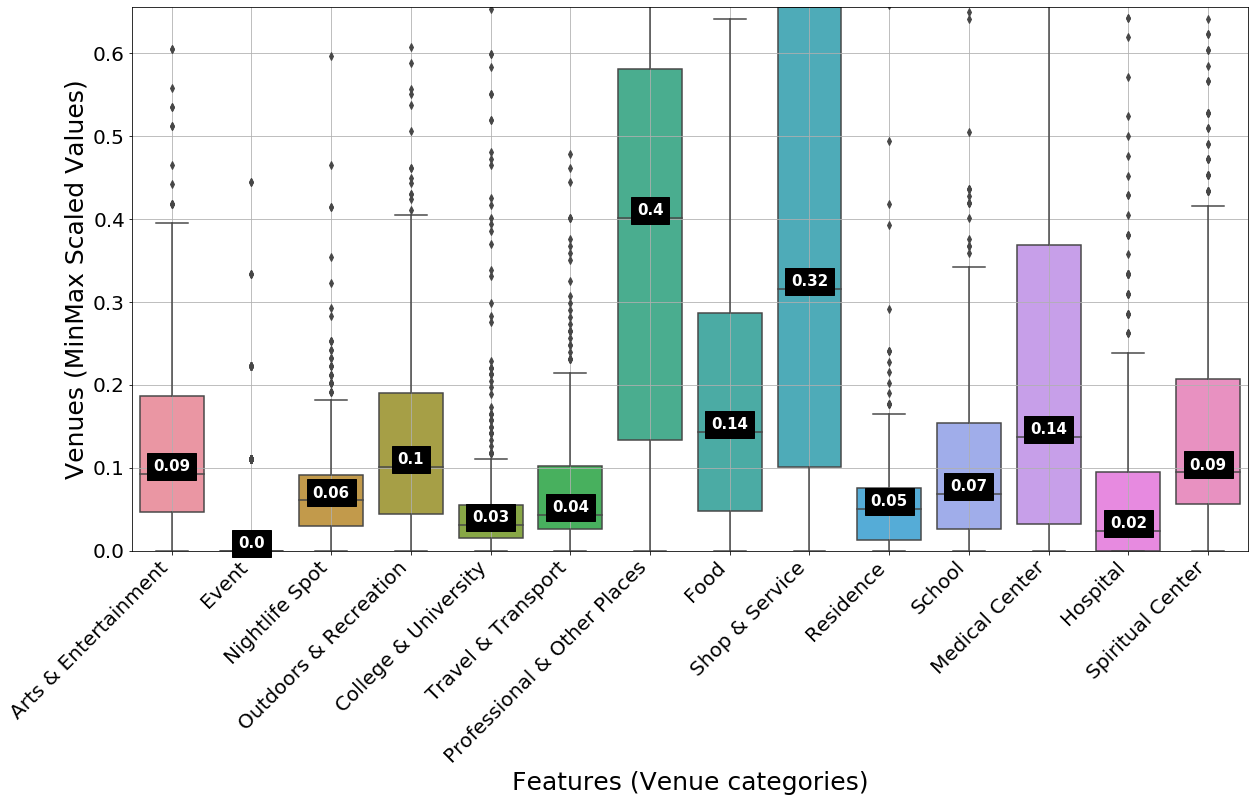 Venues (MinMax Scaled Values)
0.6
0.5
0.4
0.3
0.2
0.1
0.0
0.09
0.0
0.06
0.1
0.03
0.04
0.4
0.14
0.32
0.05
0.07
0.14
0.02
0.09
Arts & Entertainment
Event
Nightlife Spot
Outdoors & Recreation
College & University
Travel & Transport
Professional & Other Places
Food
Shop & Service
Residence
School
Medical Center
Hospital
Spiritual Center
Features (Venue categories)